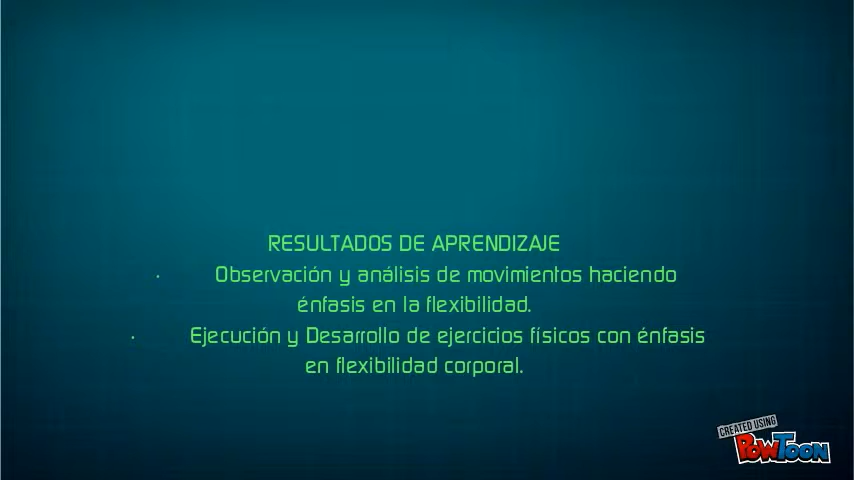 RESULTADOS DE APRENDIZAJE
· Observación y análisis de movimientos haciendo
énfasis en la flexibilidad.
· Ejecución y Desarrollo de ejercicios físicos con énfasis
en flexibilidad corporal.
CREATED USING
POWTOON